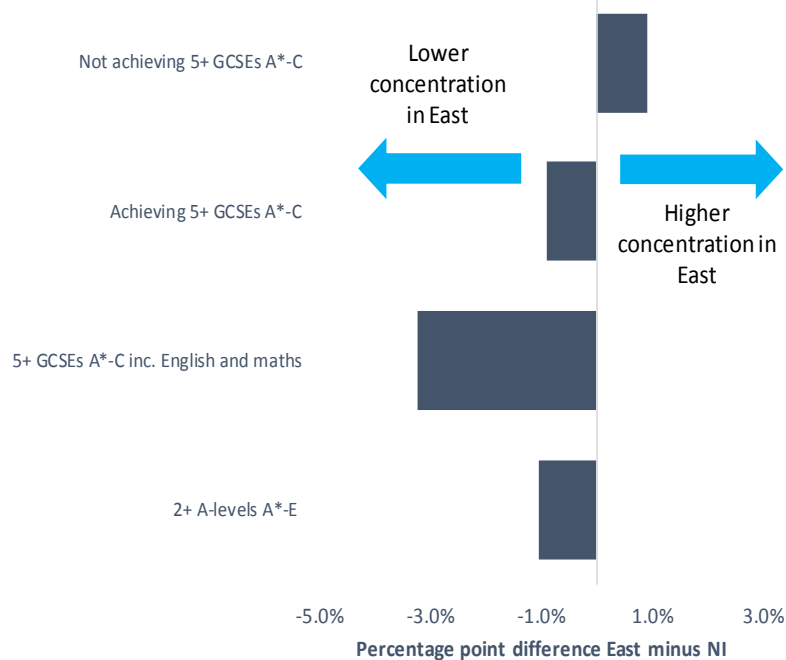 Not achieving 5+ GCSEs A*-C
Lower
concentration
in East
Achieving 5+ GCSEs A*-C
Higher
concentration in
East
5+ GCSEs A*-C inc. English and maths
2+ A-levels A*-E
-5.0% -3.0% -1.0% 1.0% 3.0%
Percentage point difference East minus NI